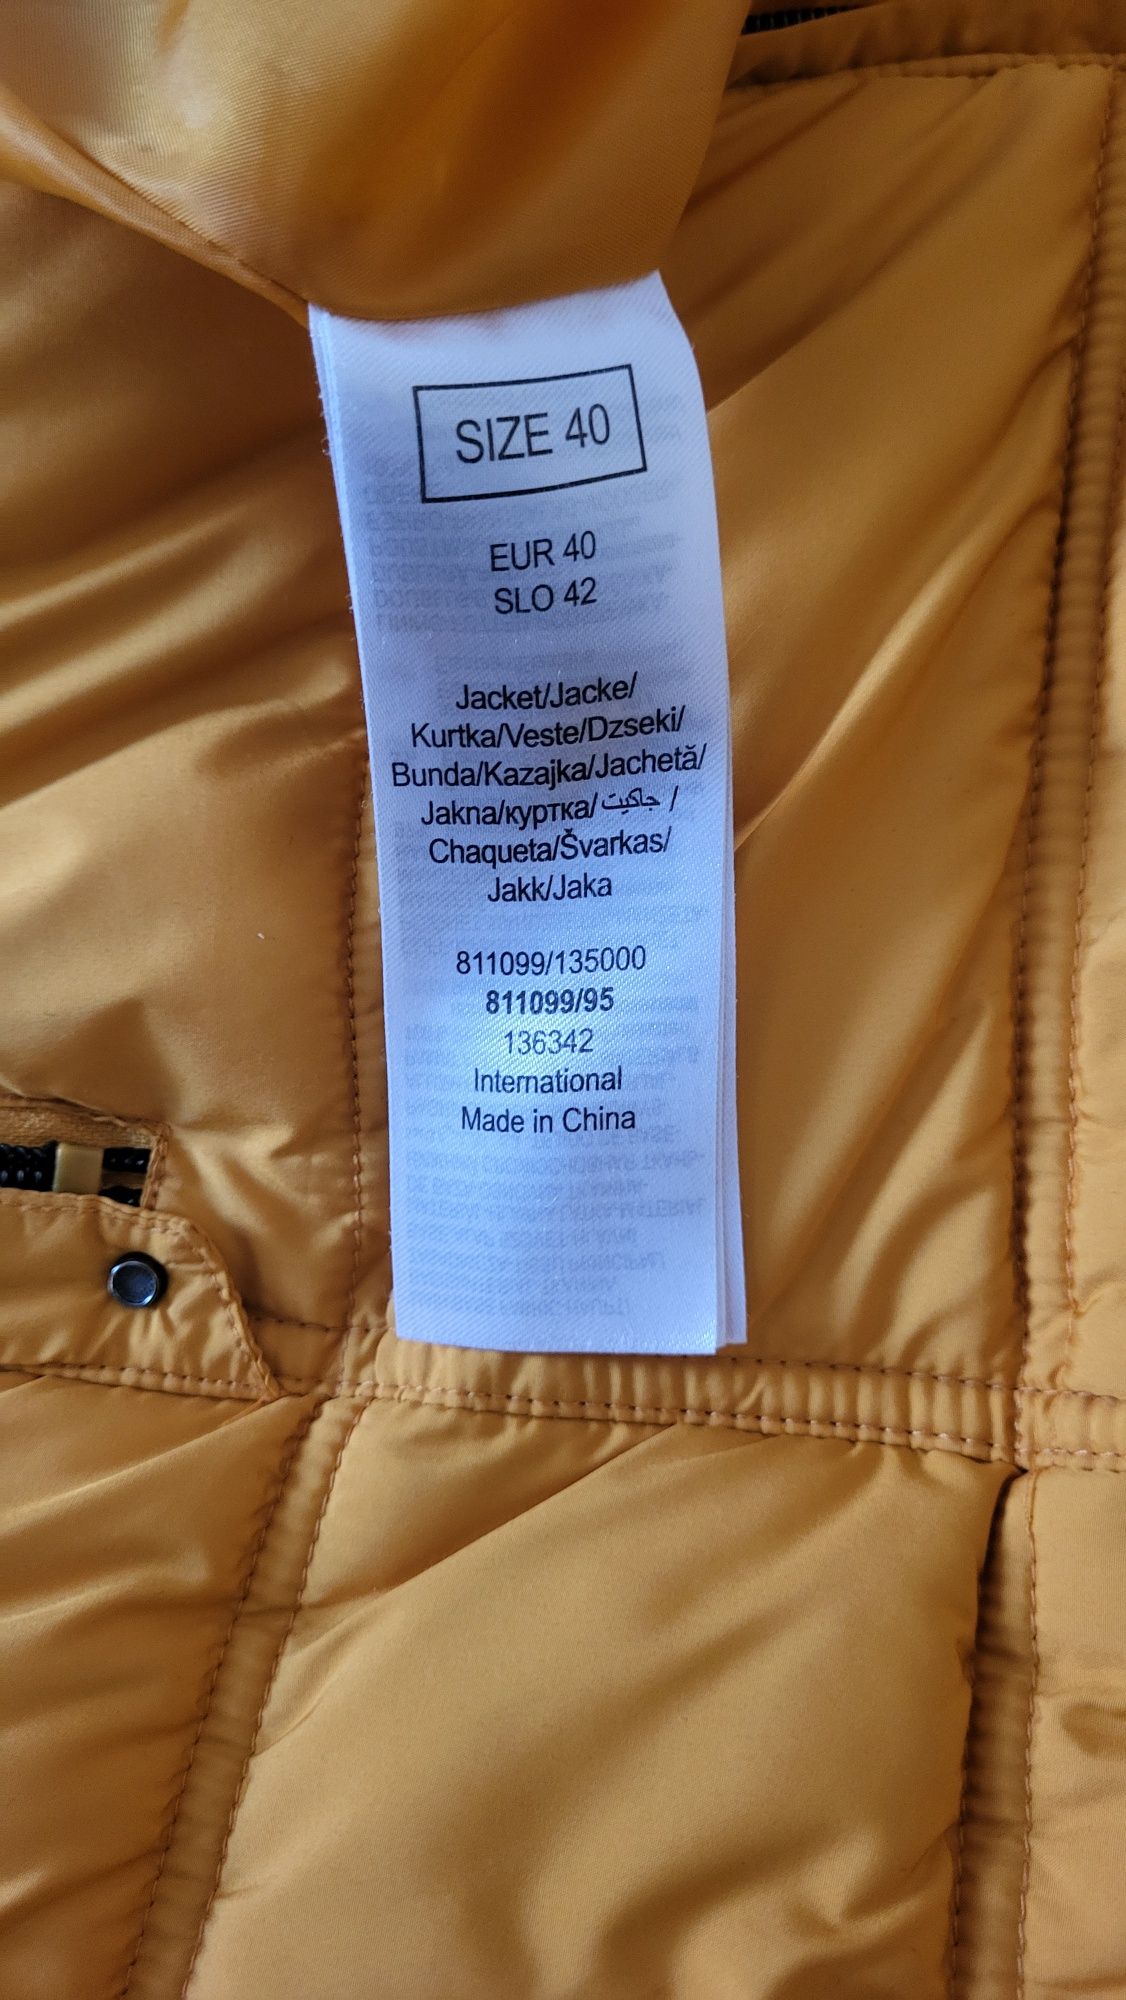 SIZE 40
EUR 40
SLO 42
Jacket/Jacke/
Kurtka/Veste/Dzseki/
Bunda/Kazajka/Jachetă/
Jakna/куртка/جاكيت/
Chaqueta/Švarkas/
Jakk/Jaka
811099/135000
811099/95
136342
International
Made in China